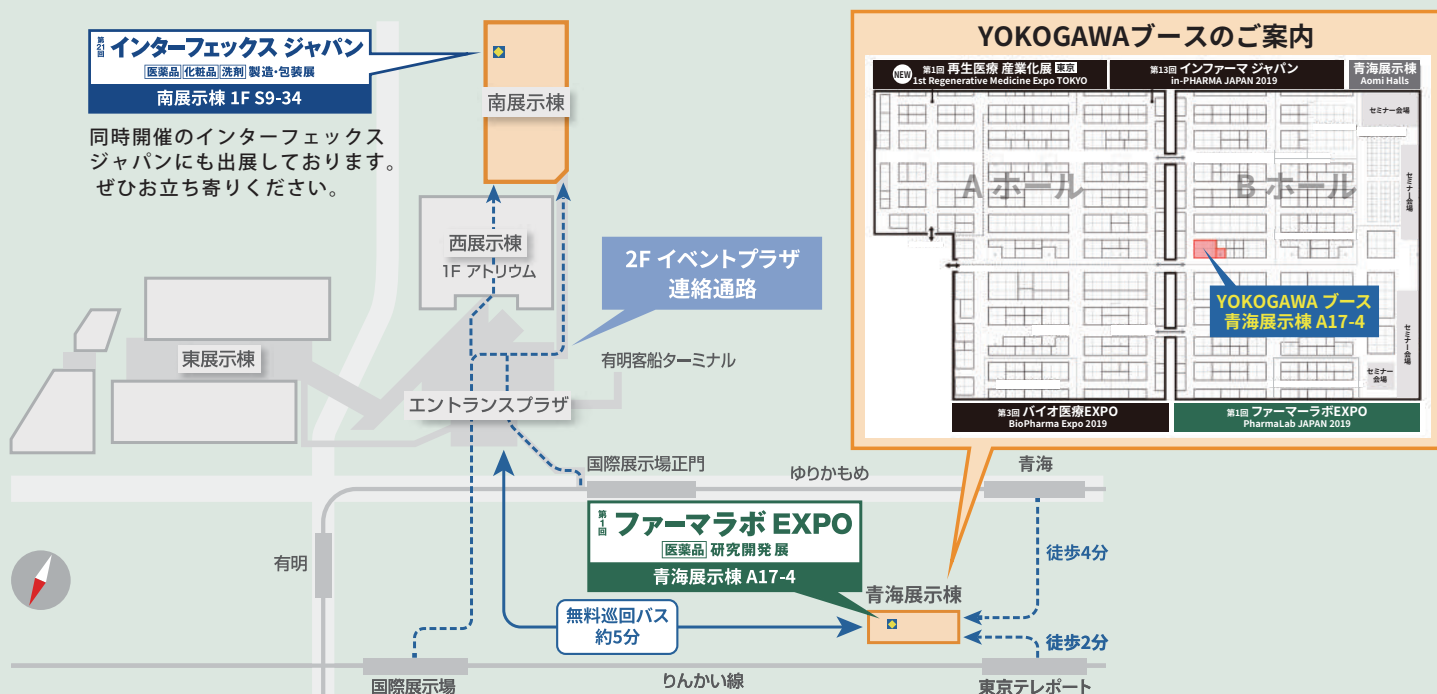 第21回 インターフェックス ジャパン
医薬品 化粧品 洗剤 製造・包装展
南展示棟 1F S9-34
同時開催のインターフェックス
ジャパンにも出展しております。
ぜひお立ち寄りください。
南展示棟
西展示棟
1F アトリウム
2F イベントプラザ
連絡通路
東展示棟
有明客船ターミナル
エントランスプラザ
国際展示場正門
ゆりかもめ
青海
有明
第1回 ファーマラボ EXPO
医薬品 研究開発 展
青海展示棟 A17-4
青海展示棟
徒歩4分
無料巡回バス
約5分
徒歩2分
国際展示場
りんかい線
東京テレポート
YOKOGAWAブースのご案内
NEW 第1回 再生医療 産業化展 東京
1st Regenerative Medicine Expo TOKYO
第13回 インファーマ ジャパン
in-PHARMA JAPAN 2019
青海展示棟
Aomi Halls
セミナー会場
A ホール
B ホール
セミナー会場
YOKOGAWA ブース
青海展示棟 A17-4
セミナー会場
セミナー
会場
第3回 バイオ医療EXPO
BioPharma Expo 2019
第1回 ファーマーラボEXPO
PharmaLab JAPAN 2019